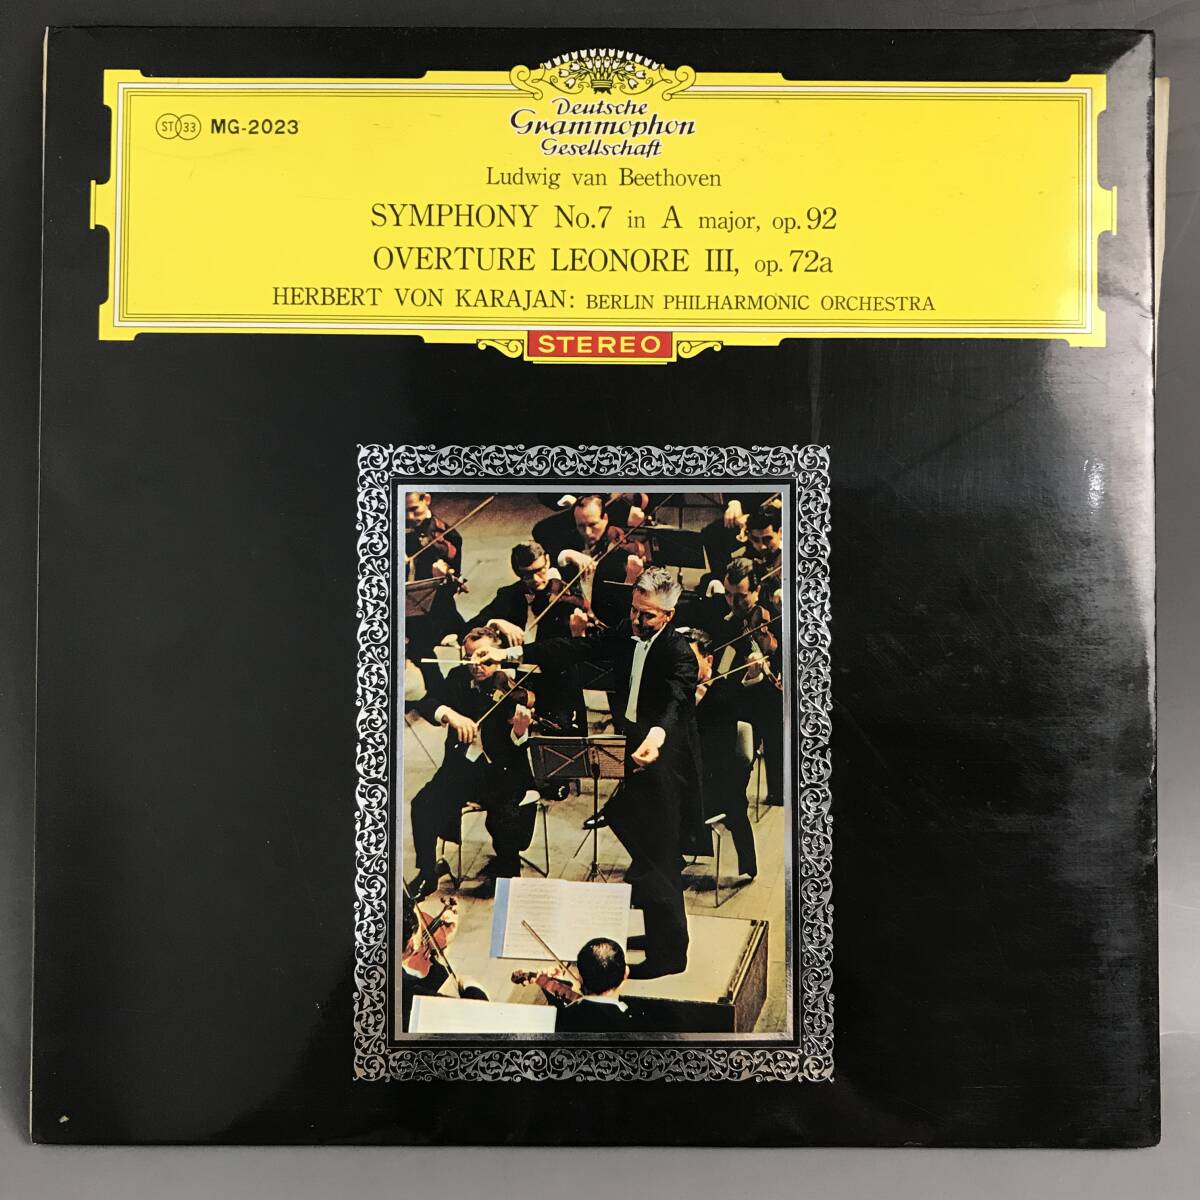 ST 33 MG-2023
Deutsche
Grammophon
Gesellschaft
Ludwig van Beethoven
SYMPHONY No.7 in A major, op. 92
OVERTURE LEONORE III, op. 72a
HERBERT VON KARAJAN: BERLIN PHILHARMONIC ORCHESTRA
STEREO